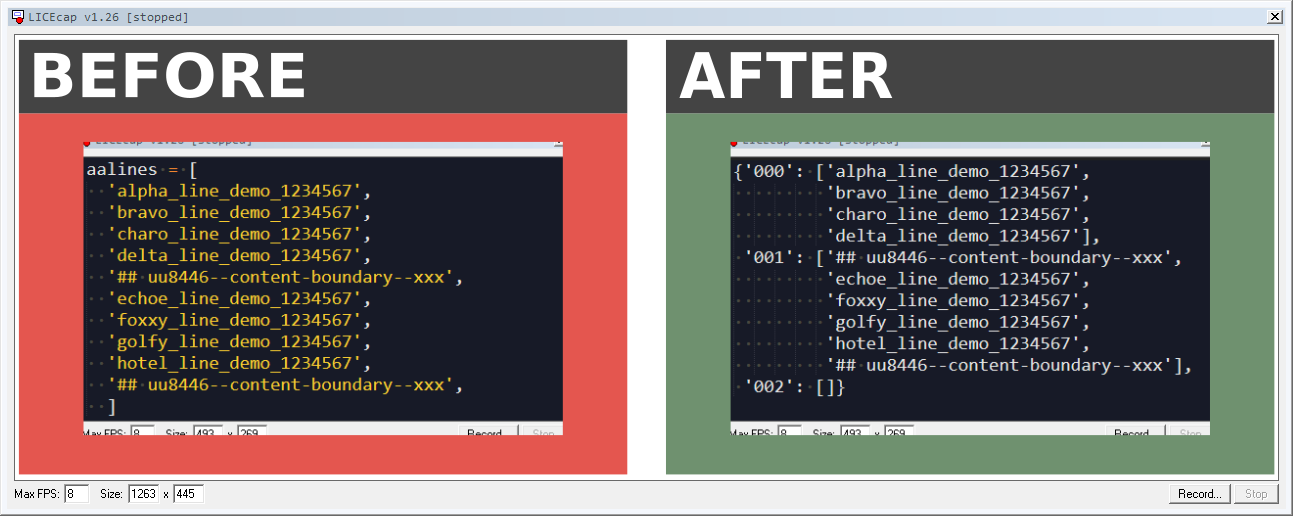 LICEcap v1.26 [stopped]
BEFORE
LICEcap v1.26 [stopped]
aalines = [
'alpha_line_demo_1234567',
'bravo_line_demo_1234567',
'charo_line_demo_1234567',
'delta_line_demo_1234567',
'## uu8446--content-boundary--xxx',
'echoe_line_demo_1234567',
'foxxy_line_demo_1234567',
'golfy_line_demo_1234567',
'hotel_line_demo_1234567',
'## uu8446--content-boundary--xxx',
]
Max FPS: 8 Size: 493 x 269 Record... Stop
AFTER
LICEcap v1.26 [stopped]
{'000': ['alpha_line_demo_1234567',
'bravo_line_demo_1234567',
'charo_line_demo_1234567',
'delta_line_demo_1234567'],
'001': ['## uu8446--content-boundary--xxx',
'echoe_line_demo_1234567',
'foxxy_line_demo_1234567',
'golfy_line_demo_1234567',
'hotel_line_demo_1234567',
'## uu8446--content-boundary--xxx'],
'002': []}
Max FPS: 8 Size: 493 x 269 Record... Stop
Max FPS: 8 Size: 1263 x 445 Record... Stop